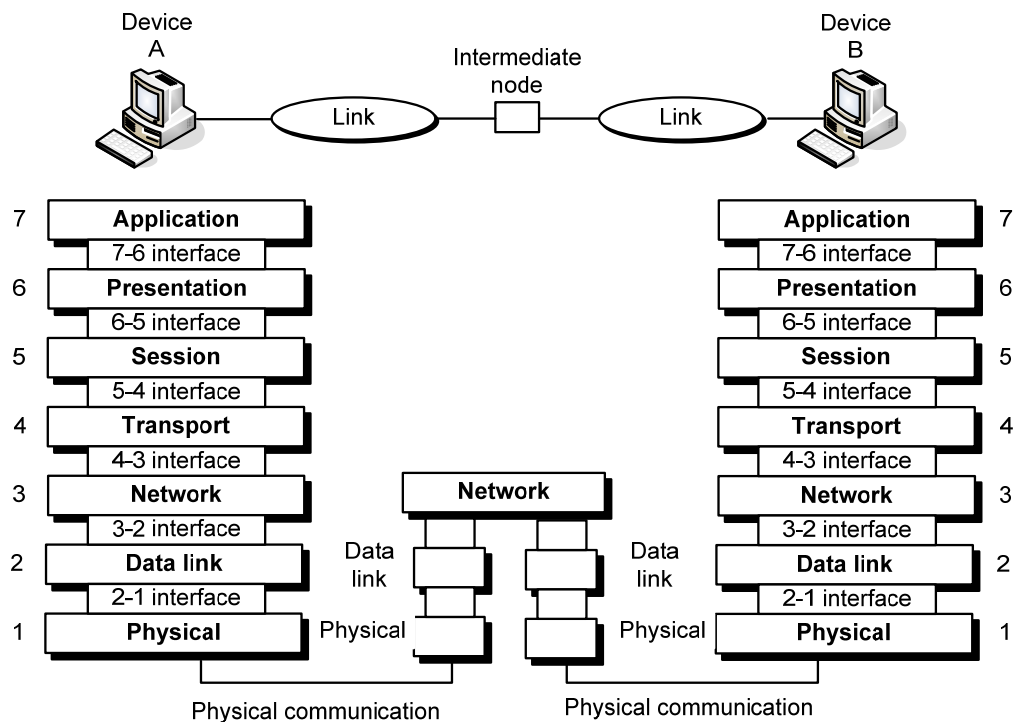 Device
A
Device
B
Intermediate
node
Link
Link
7
Application
Application
7
7-6 interface
7-6 interface
6
Presentation
Presentation
6
6-5 interface
6-5 interface
5
Session
Session
5
5-4 interface
5-4 interface
4
Transport
Transport
4
4-3 interface
4-3 interface
3
Network
Network
Network
3
3-2 interface
3-2 interface
2
Data link
Data
link
Data
link
Data link
2
2-1 interface
2-1 interface
1
Physical
Physical
Physical
Physical
1
Physical communication
Physical communication